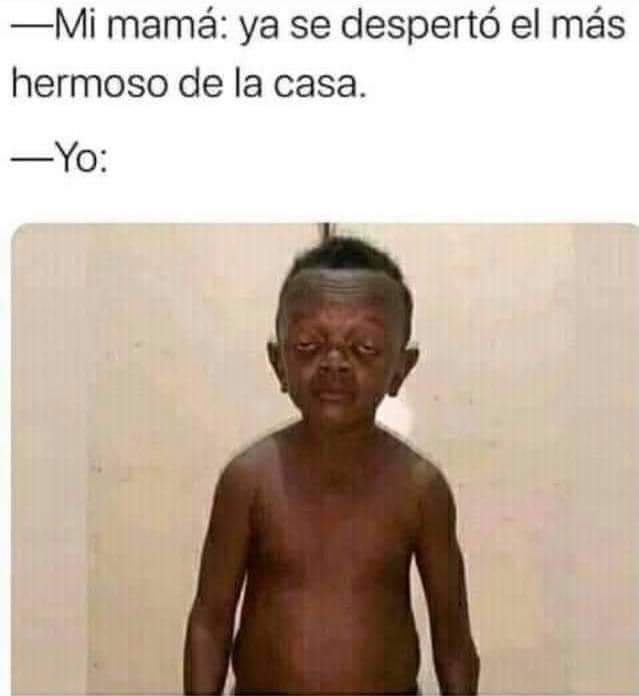 —Mi mamá: ya se despertó el más
hermoso de la casa.
—Yo: